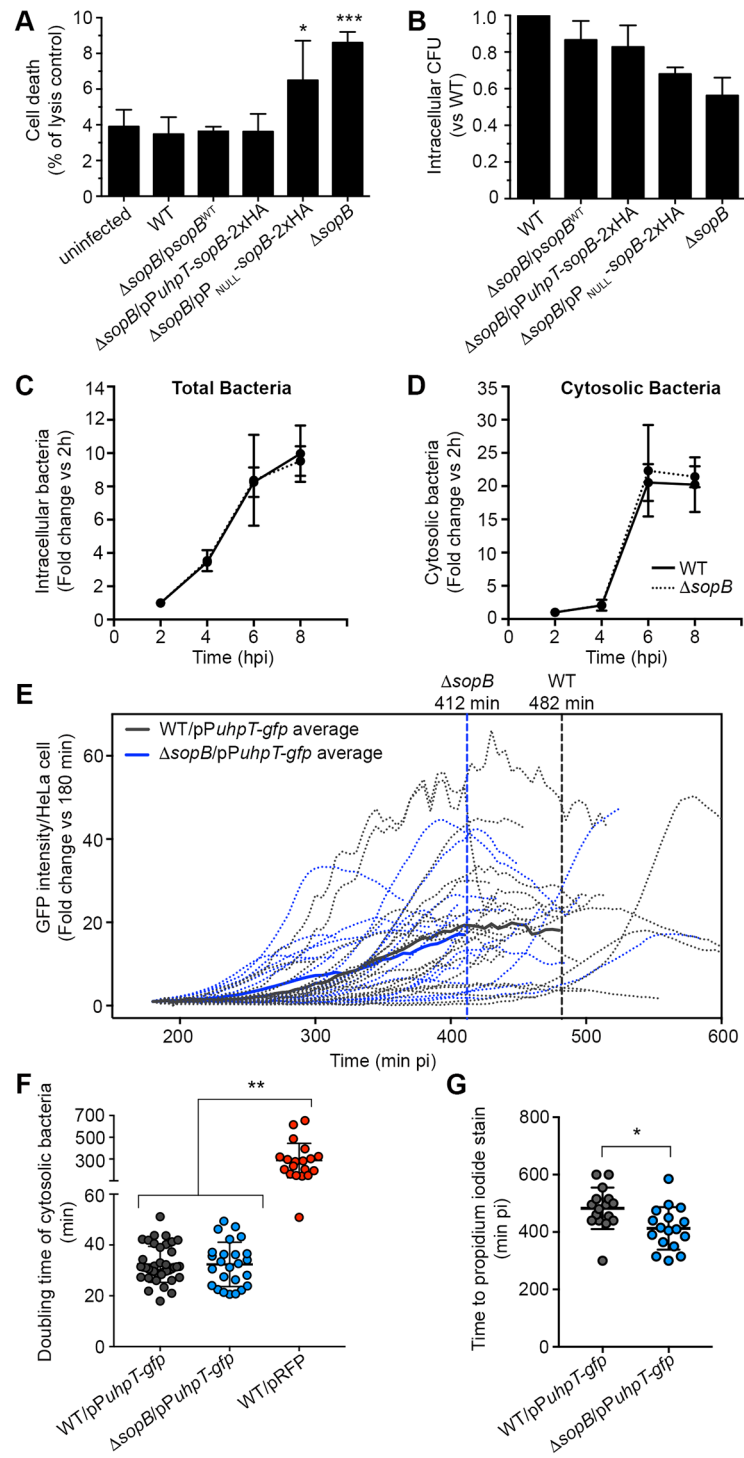 A
Cell death
(% of lysis control)
10
8
6
4
2
0
*
***
uninfected
WT
ΔsopB/psopBWT
ΔsopB/pPuhpT-sopB-2xHA
ΔsopB/pPNULL-sopB-2xHA
ΔsopB
B
Intracellular CFU
(vs WT)
1.0
0.8
0.6
0.4
0.2
0
WT
ΔsopB/psopBWT
ΔsopB/pPuhpT-sopB-2xHA
ΔsopB/pPNULL-sopB-2xHA
ΔsopB
C
Total Bacteria
Intracellular bacteria
(Fold change vs 2h)
14
12
10
8
6
4
2
0
0 2 4 6 8
Time (hpi)
D
Cytosolic Bacteria
Cytosolic bacteria
(Fold change vs 2h)
35
30
25
20
15
10
5
0
WT
ΔsopB
0 2 4 6 8
Time (hpi)
E
ΔsopB WT
412 min 482 min
WT/pPuhpT-gfp average
ΔsopB/pPuhpT-gfp average
GFP intensity/HeLa cell
(Fold change vs 180 min)
60
40
20
0
200 300 400 500 600
Time (min pi)
F
Doubling time of cytosolic bacteria
(min)
**
700
500
300
60
40
20
0
WT/pPuhpT-gfp
ΔsopB/pPuhpT-gfp
WT/pRFP
G
Time to propidium iodide stain
(min pi)
800
600
400
200
0
*
WT/pPuhpT-gfp
ΔsopB/pPuhpT-gfp